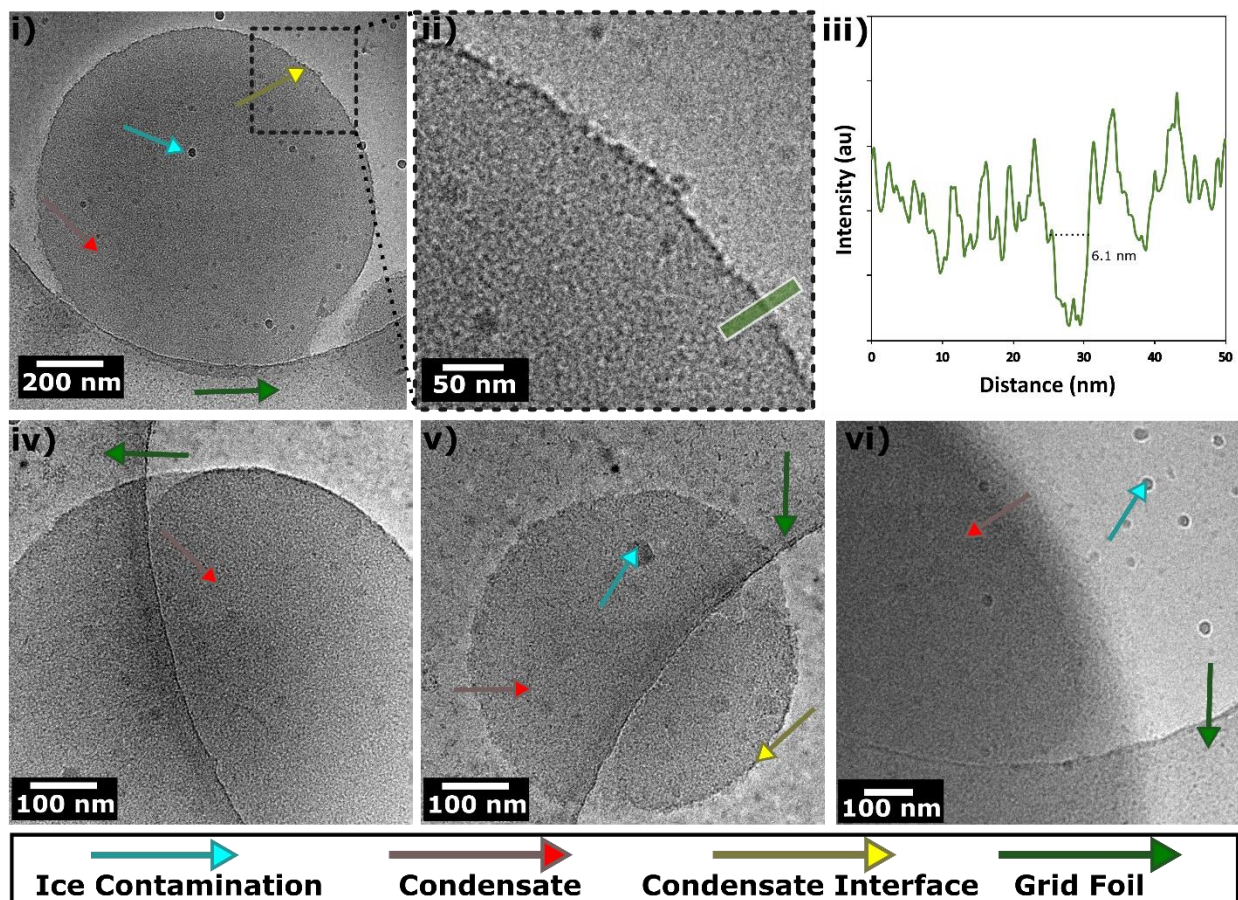 i)
200 nm
ii)
50 nm
iii)
Intensity (au)
6.1 nm
0 10 20 30 40 50
Distance (nm)
iv)
100 nm
v)
100 nm
vi)
100 nm
Ice Contamination Condensate Condensate Interface Grid Foil